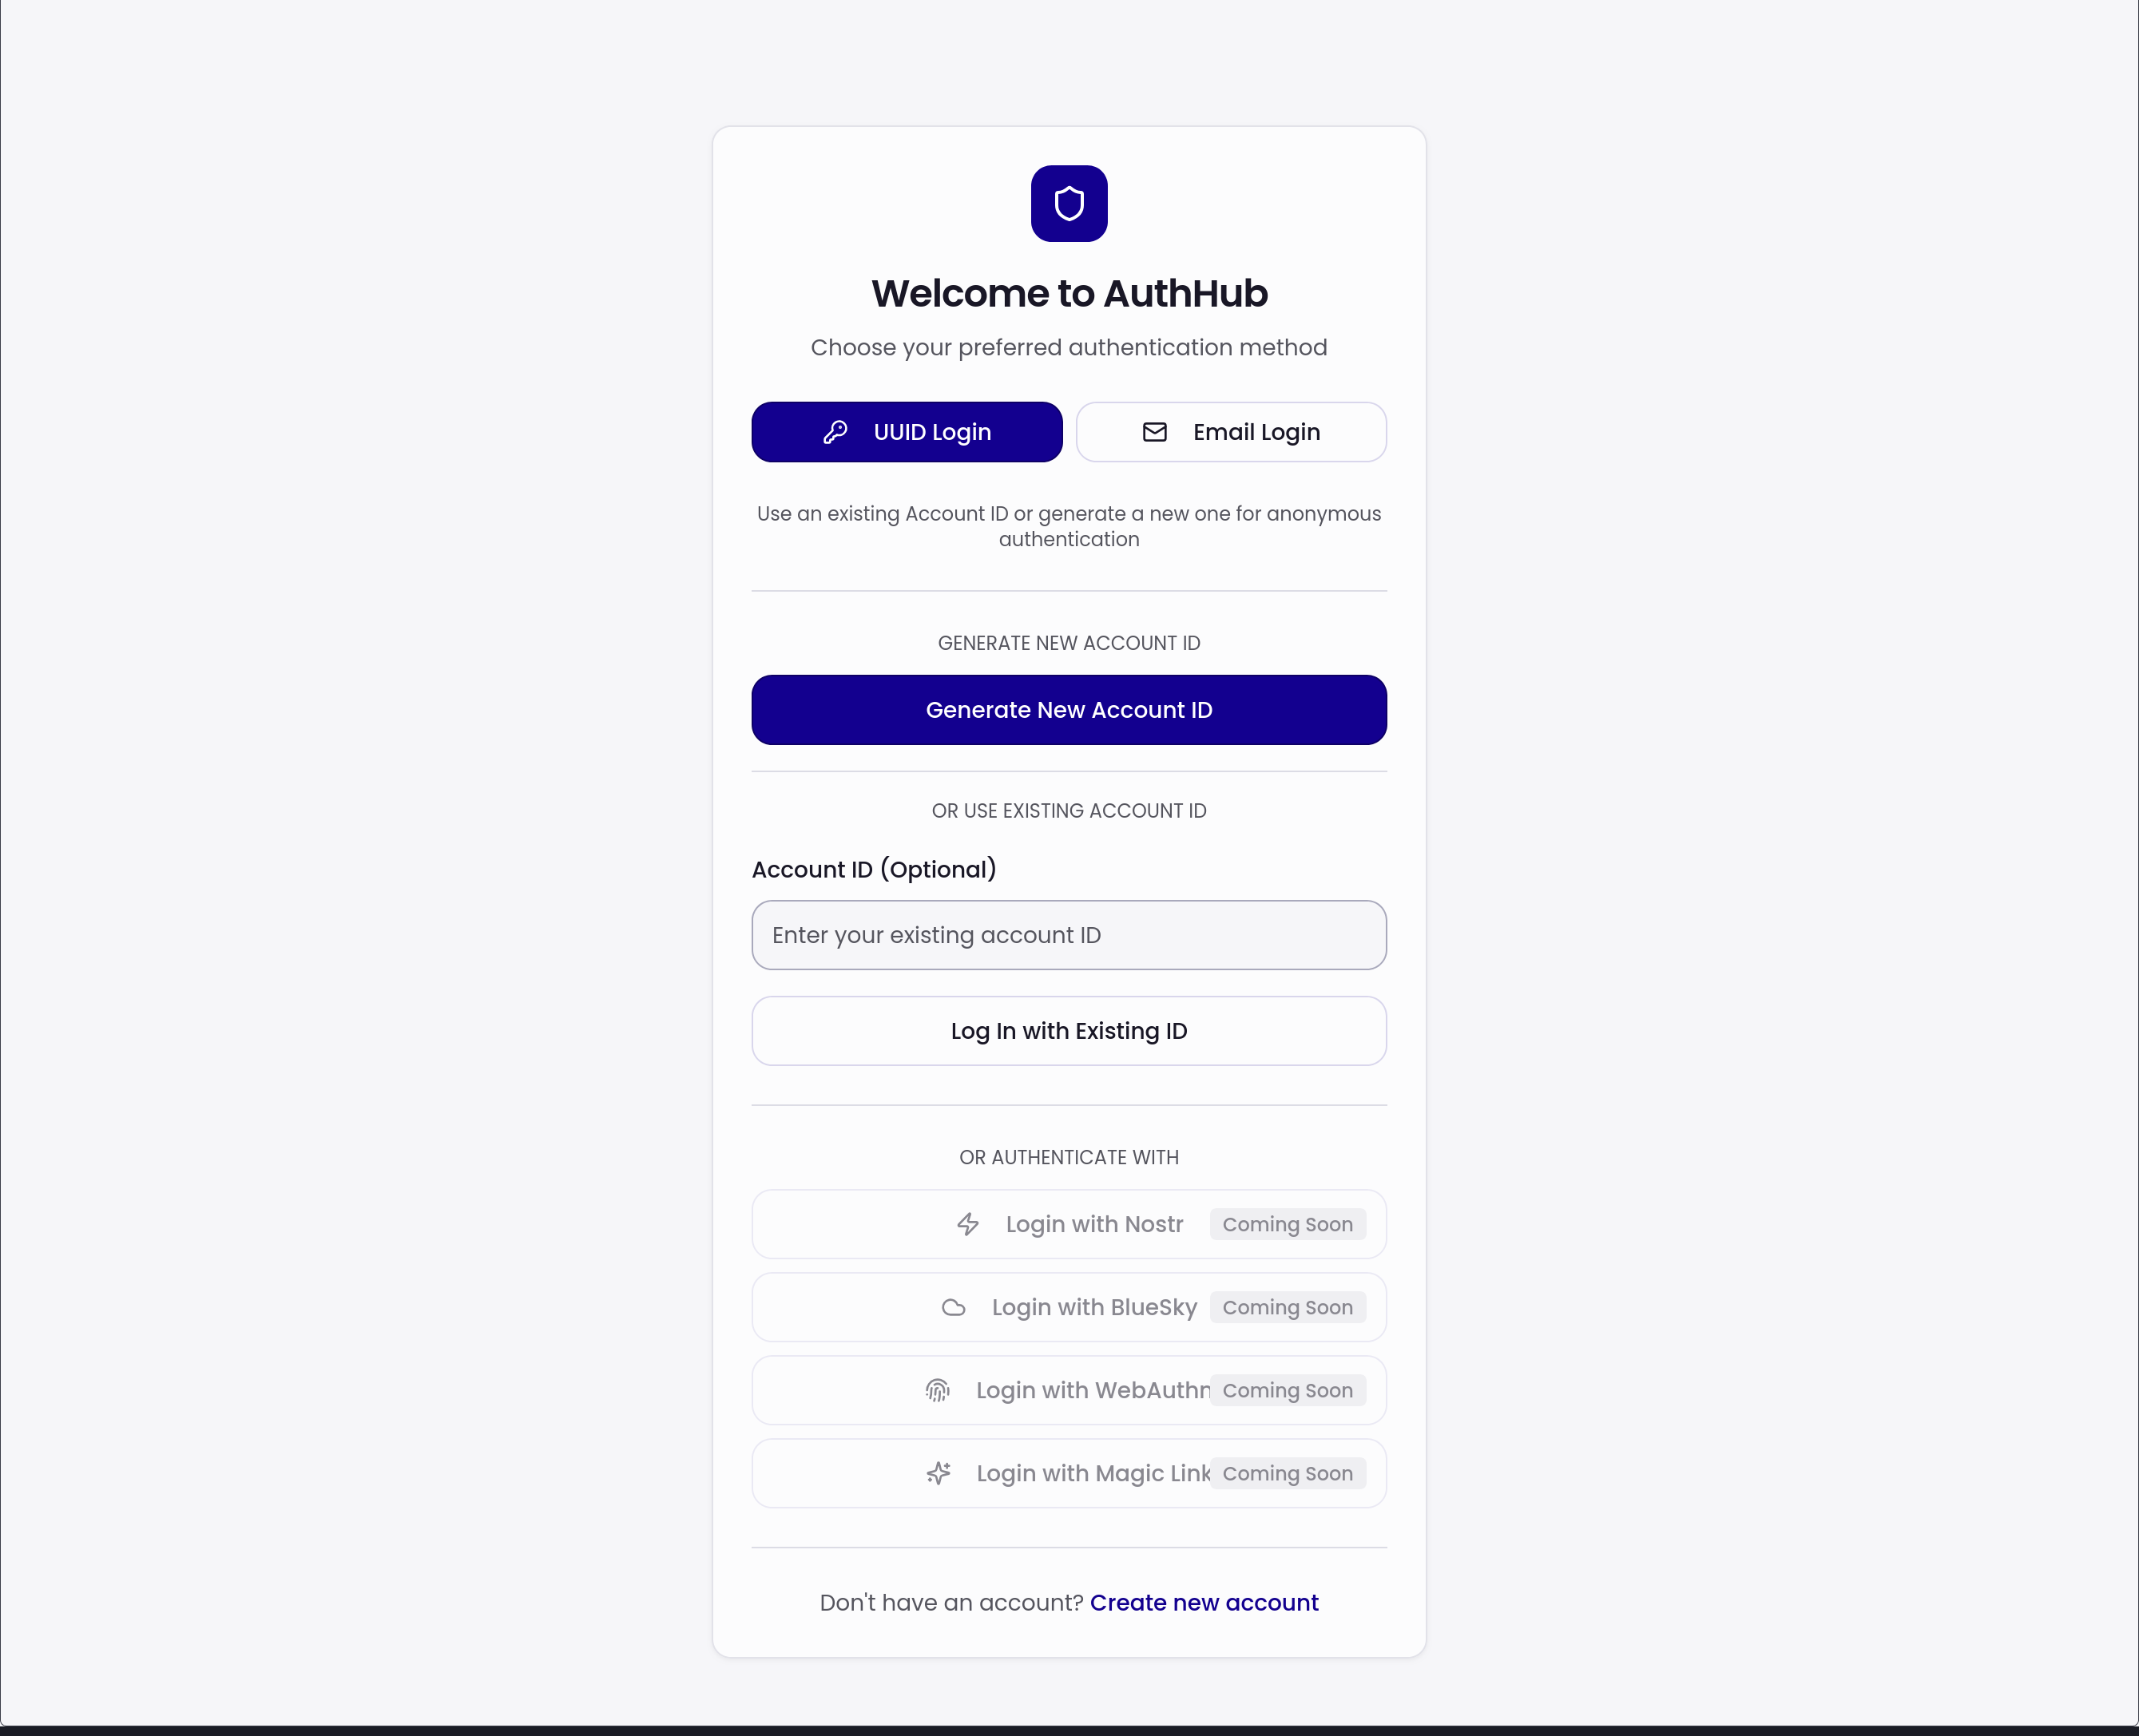 Welcome to AuthHub
Choose your preferred authentication method
UUID Login
Email Login
Use an existing Account ID or generate a new one for anonymous
authentication
GENERATE NEW ACCOUNT ID
Generate New Account ID
OR USE EXISTING ACCOUNT ID
Account ID (Optional)
Enter your existing account ID
Log In with Existing ID
OR AUTHENTICATE WITH
Login with Nostr Coming Soon
Login with BlueSky Coming Soon
Login with WebAuthn Coming Soon
Login with Magic Link Coming Soon
Don't have an account? Create new account